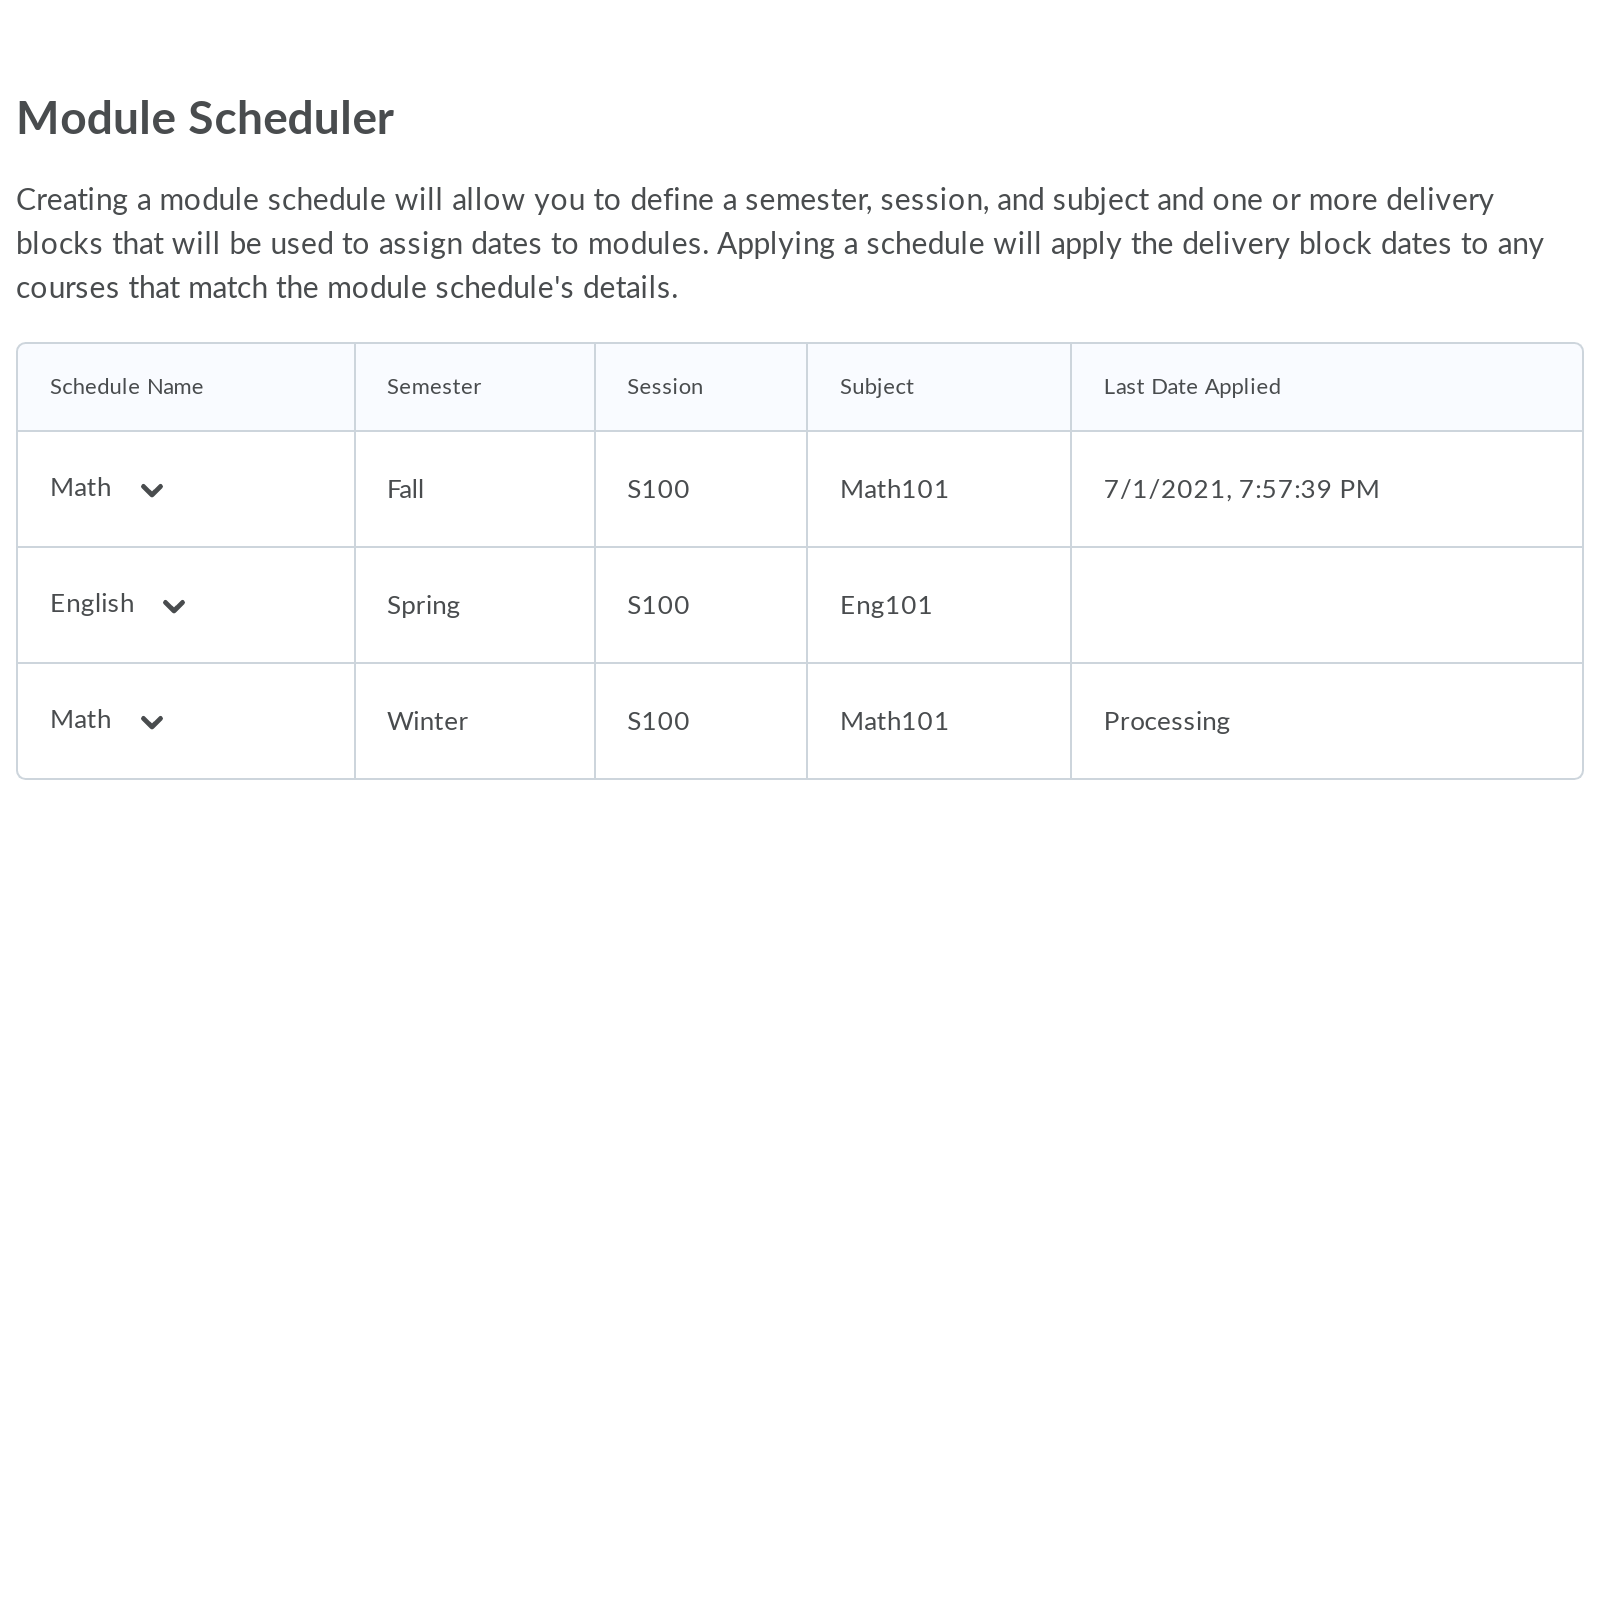 Module Scheduler
Creating a module schedule will allow you to define a semester, session, and subject and one or more delivery
blocks that will be used to assign dates to modules. Applying a schedule will apply the delivery block dates to any
courses that match the module schedule's details.
Schedule Name Semester Session Subject Last Date Applied
Math Fall S100 Math101 7/1/2021, 7:57:39 PM
English Spring S100 Eng101
Math Winter S100 Math101 Processing